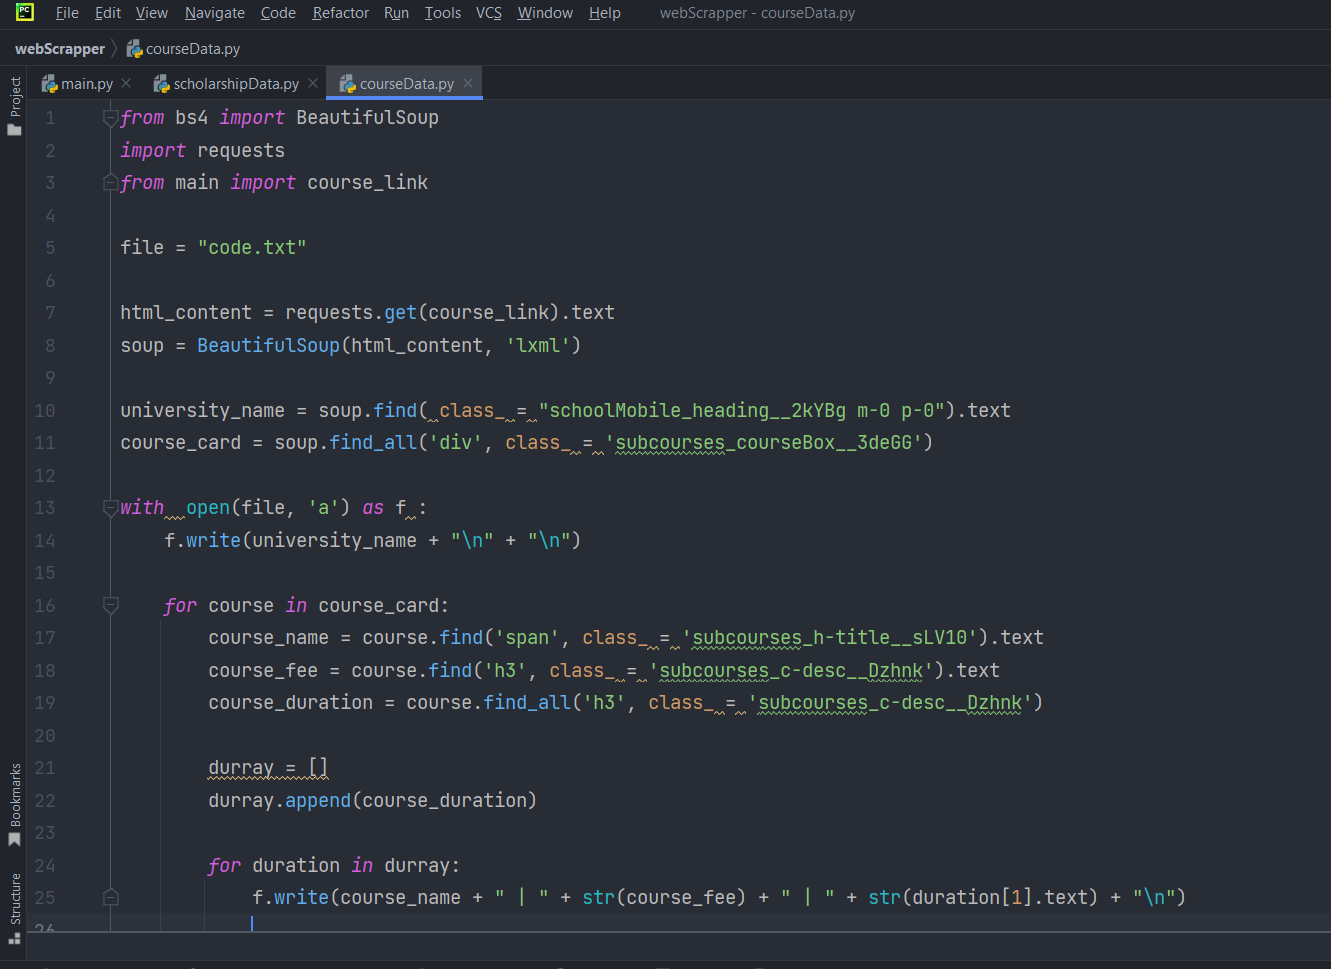 PC File Edit View Navigate Code Refactor Run Tools VCS Window Help webScrapper - courseData.py
webScrapper courseData.py
main.py scholarshipData.py courseData.py
Project
1 from bs4 import BeautifulSoup
2 import requests
3 from main import course_link
4
5 file = "code.txt"
6
7 html_content = requests.get(course_link).text
8 soup = BeautifulSoup(html_content, 'lxml')
9
10 university_name = soup.find( class_ = "schoolMobile_heading__2kYBg m-0 p-0").text
11 course_card = soup.find_all('div', class_ = 'subcourses_courseBox__3deGG')
12
13 with  open(file, 'a') as f :
14     f.write(university_name + "\n" + "\n")
15
16     for course in course_card:
17         course_name = course.find('span', class_ = 'subcourses_h-title__sLV10').text
18         course_fee = course.find('h3', class_ = 'subcourses_c-desc__Dzhnk').text
19         course_duration = course.find_all('h3', class_ = 'subcourses_c-desc__Dzhnk')
20
21         durray = []
22         durray.append(course_duration)
23
24         for duration in durray:
25             f.write(course_name + " | " + str(course_fee) + " | " + str(duration[1].text) + "\n")
26
Bookmarks
Structure